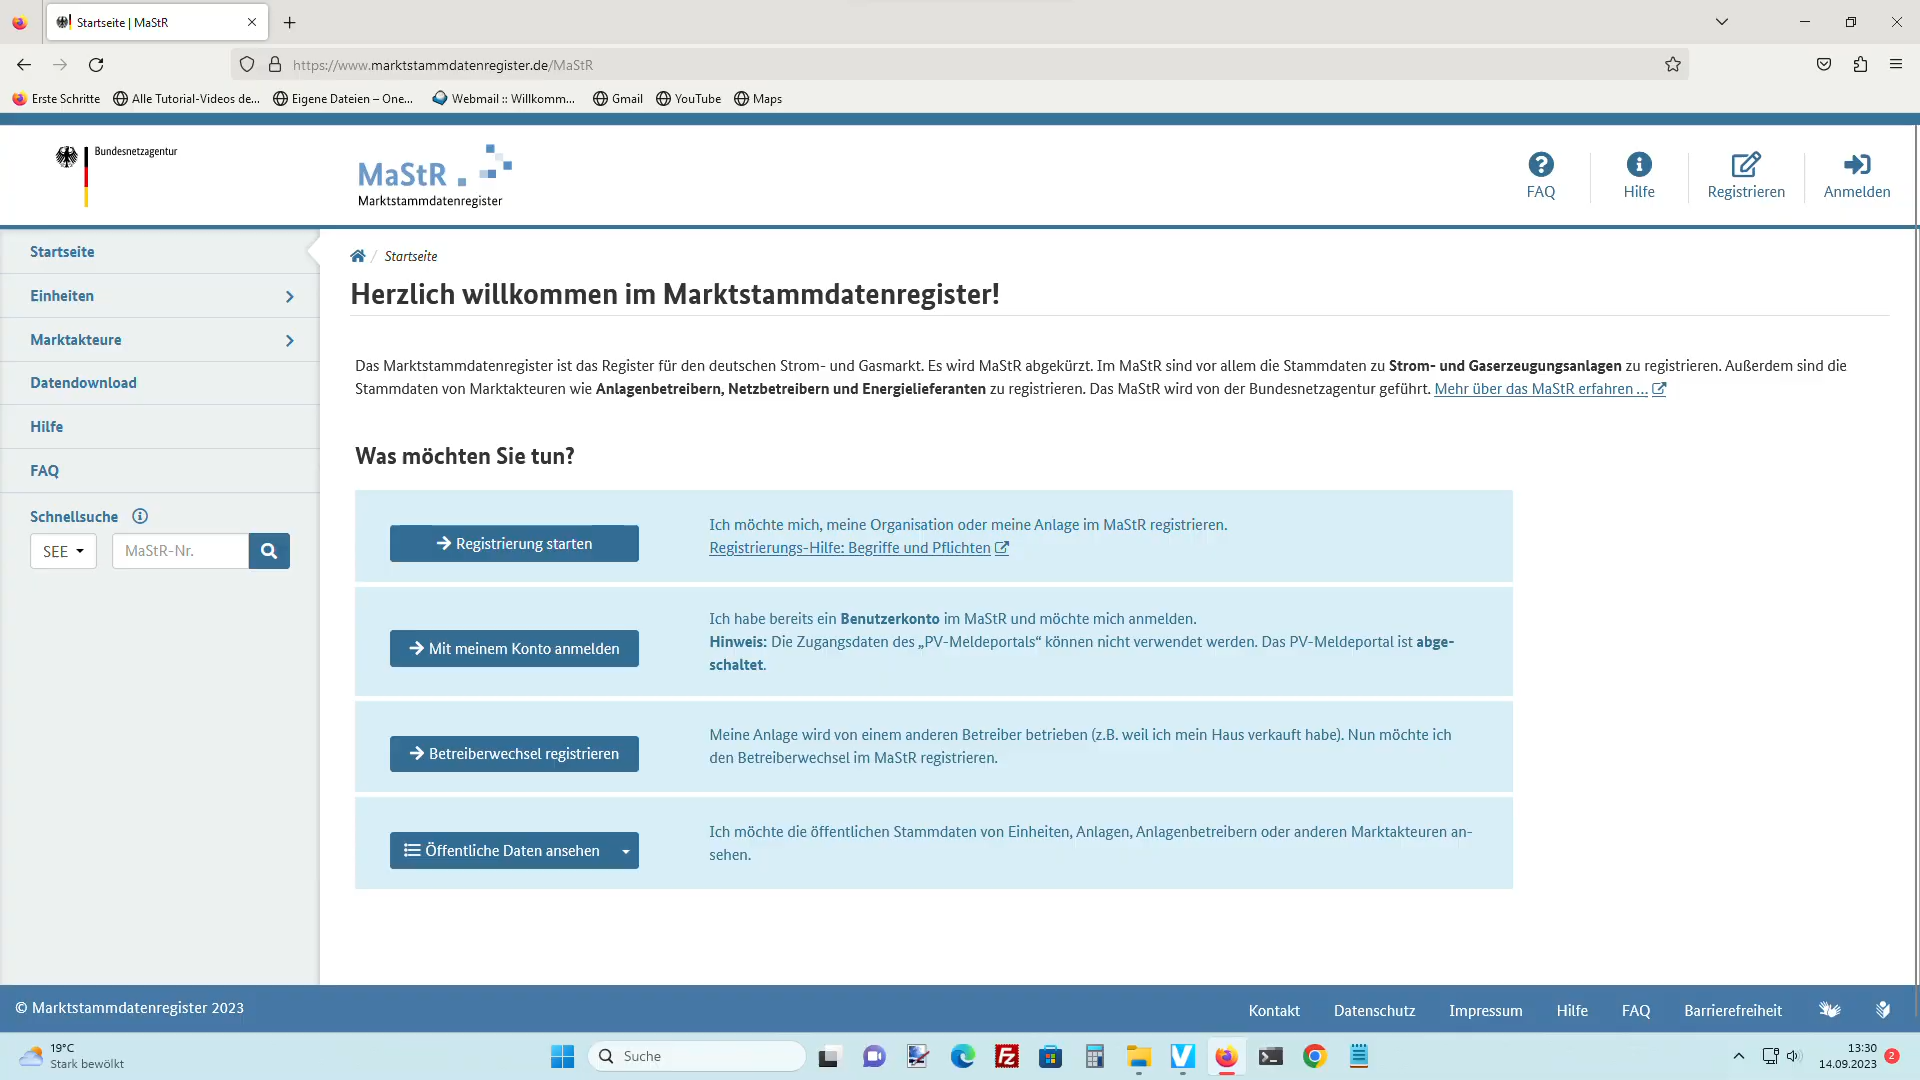 Startseite | MaStR
https://www.marktstammdatenregister.de/MaStR
Erste Schritte
Alle Tutorial-Videos de...
Eigene Dateien – One...
Webmail :: Willkomm...
Gmail
YouTube
Maps
Bundesnetzagentur
MaStR
Marktstammdatenregister
FAQ
Hilfe
Registrieren
Anmelden
Startseite
Einheiten
Marktakteure
Datendownload
Hilfe
FAQ
Schnellsuche
SEE
MaStR-Nr.
Startseite
Herzlich willkommen im Marktstammdatenregister!
Das Marktstammdatenregister ist das Register für den deutschen Strom- und Gasmarkt. Es wird MaStR abgekürzt. Im MaStR sind vor allem die Stammdaten zu Strom- und Gaserzeugungsanlagen zu registrieren. Außerdem sind die
Stammdaten von Marktakteuren wie Anlagenbetreibern, Netzbetreibern und Energielieferanten zu registrieren. Das MaStR wird von der Bundesnetzagentur geführt. Mehr über das MaStR erfahren ...
Was möchten Sie tun?
Registrierung starten
Ich möchte mich, meine Organisation oder meine Anlage im MaStR registrieren.
Registrierungs-Hilfe: Begriffe und Pflichten
Mit meinem Konto anmelden
Ich habe bereits ein Benutzerkonto im MaStR und möchte mich anmelden.
Hinweis: Die Zugangsdaten des „PV-Meldeportals“ können nicht verwendet werden. Das PV-Meldeportal ist abge-
schaltet.
Betreiberwechsel registrieren
Meine Anlage wird von einem anderen Betreiber betrieben (z.B. weil ich mein Haus verkauft habe). Nun möchte ich
den Betreiberwechsel im MaStR registrieren.
Öffentliche Daten ansehen
Ich möchte die öffentlichen Stammdaten von Einheiten, Anlagen, Anlagenbetreibern oder anderen Marktakteuren an-
sehen.
© Marktstammdatenregister 2023
Kontakt
Datenschutz
Impressum
Hilfe
FAQ
Barrierefreiheit
19°C
Stark bewölkt
Suche
13:30
14.09.2023
2